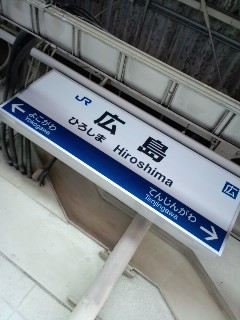 JR 広島 広
ひろしま Hiroshima
← よこがわ てんじんがわ →
Yokogawa Tenjingawa